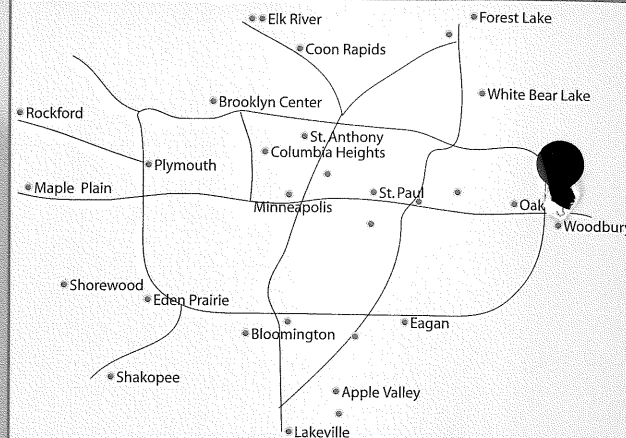 Elk River
Forest Lake
Coon Rapids
White Bear Lake
Brooklyn Center
Rockford
St. Anthony
Columbia Heights
Plymouth
Maple Plain
St. Paul
Minneapolis
Oak
Woodbury
Shorewood
Eden Prairie
Eagan
Bloomington
Shakopee
Apple Valley
Lakeville